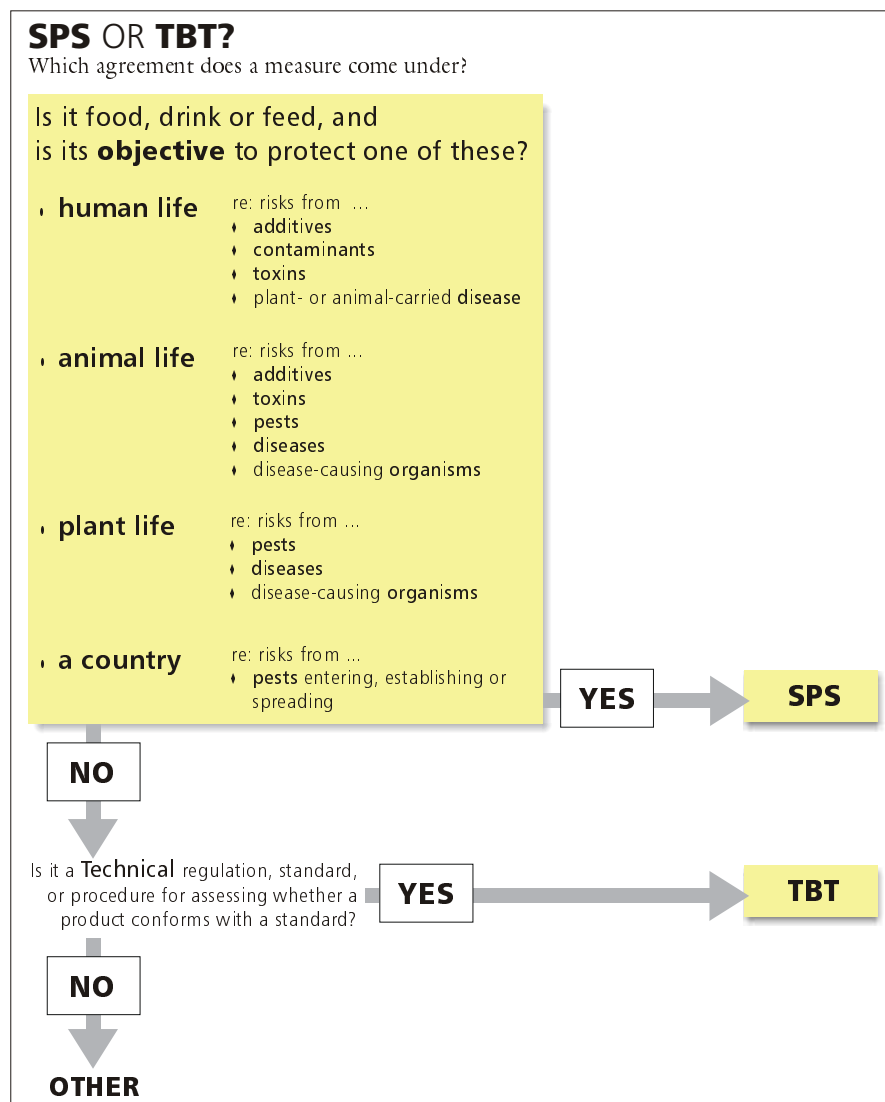 SPS OR TBT?
Which agreement does a measure come under?
Is it food, drink or feed, and
is its objective to protect one of these?
human life
re: risks from ...
additives
contaminants
toxins
plant- or animal-carried disease
animal life
re: risks from ...
additives
toxins
pests
diseases
disease-causing organisms
plant life
re: risks from ...
pests
diseases
disease-causing organisms
a country
re: risks from ...
pests entering, establishing or
spreading
YES
SPS
NO
Is it a Technical regulation, standard,
or procedure for assessing whether a
product conforms with a standard?
YES
TBT
NO
OTHER